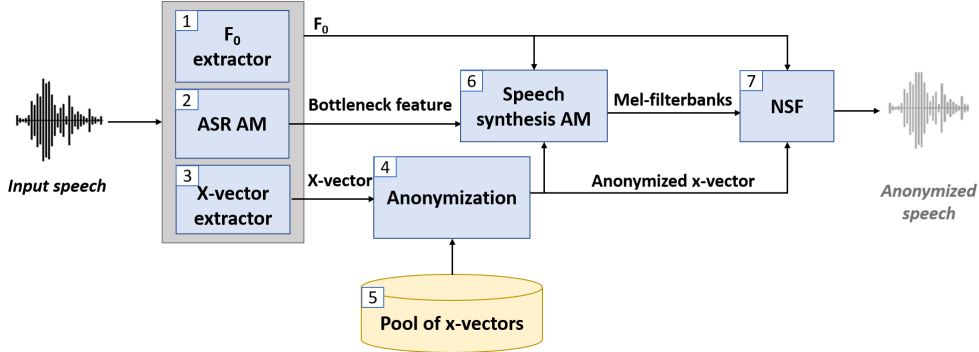 1
F0
extractor
F0
2
ASR AM
Bottleneck feature
3
X-vector
extractor
X-vector
4
Anonymization
5
Pool of x-vectors
6
Speech
synthesis AM
Mel-filterbanks
7
NSF
Anonymized x-vector
Input speech
Anonymized
speech